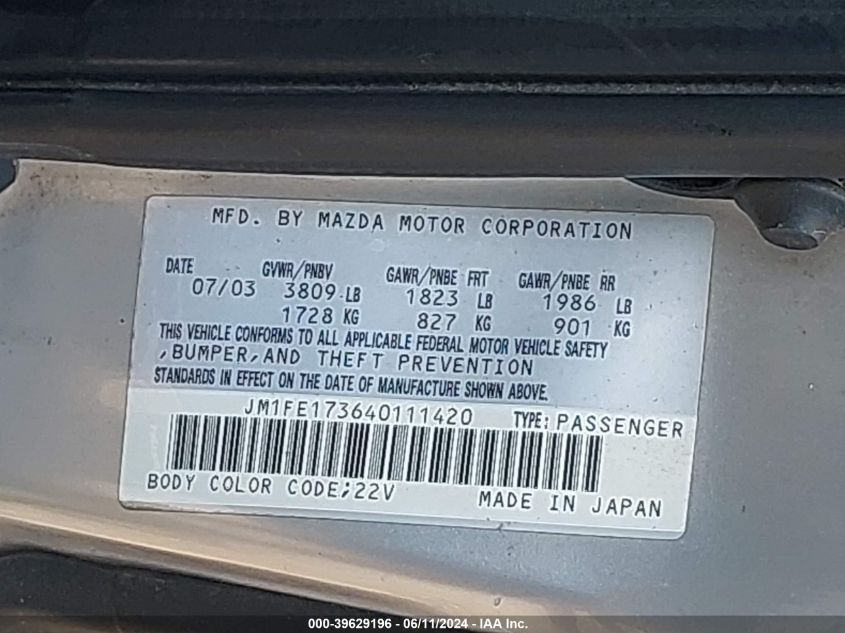 MFD. BY MAZDA MOTOR CORPORATION
DATE GVWR/PNBV GAWR/PNBE FRT GAWR/PNBE RR
07/03 3809 LB 1823 LB 1986 LB
1728 KG 827 KG 901 KG
THIS VEHICLE CONFORMS TO ALL APPLICABLE FEDERAL MOTOR VEHICLE SAFETY
,BUMPER,AND THEFT PREVENTION
STANDARDS IN EFFECT ON THE DATE OF MANUFACTURE SHOWN ABOVE.
JM1FE173640111420 TYPE: PASSENGER
BODY COLOR CODE;22V MADE IN JAPAN
000-39629196 - 06/11/2024 - IAA Inc.